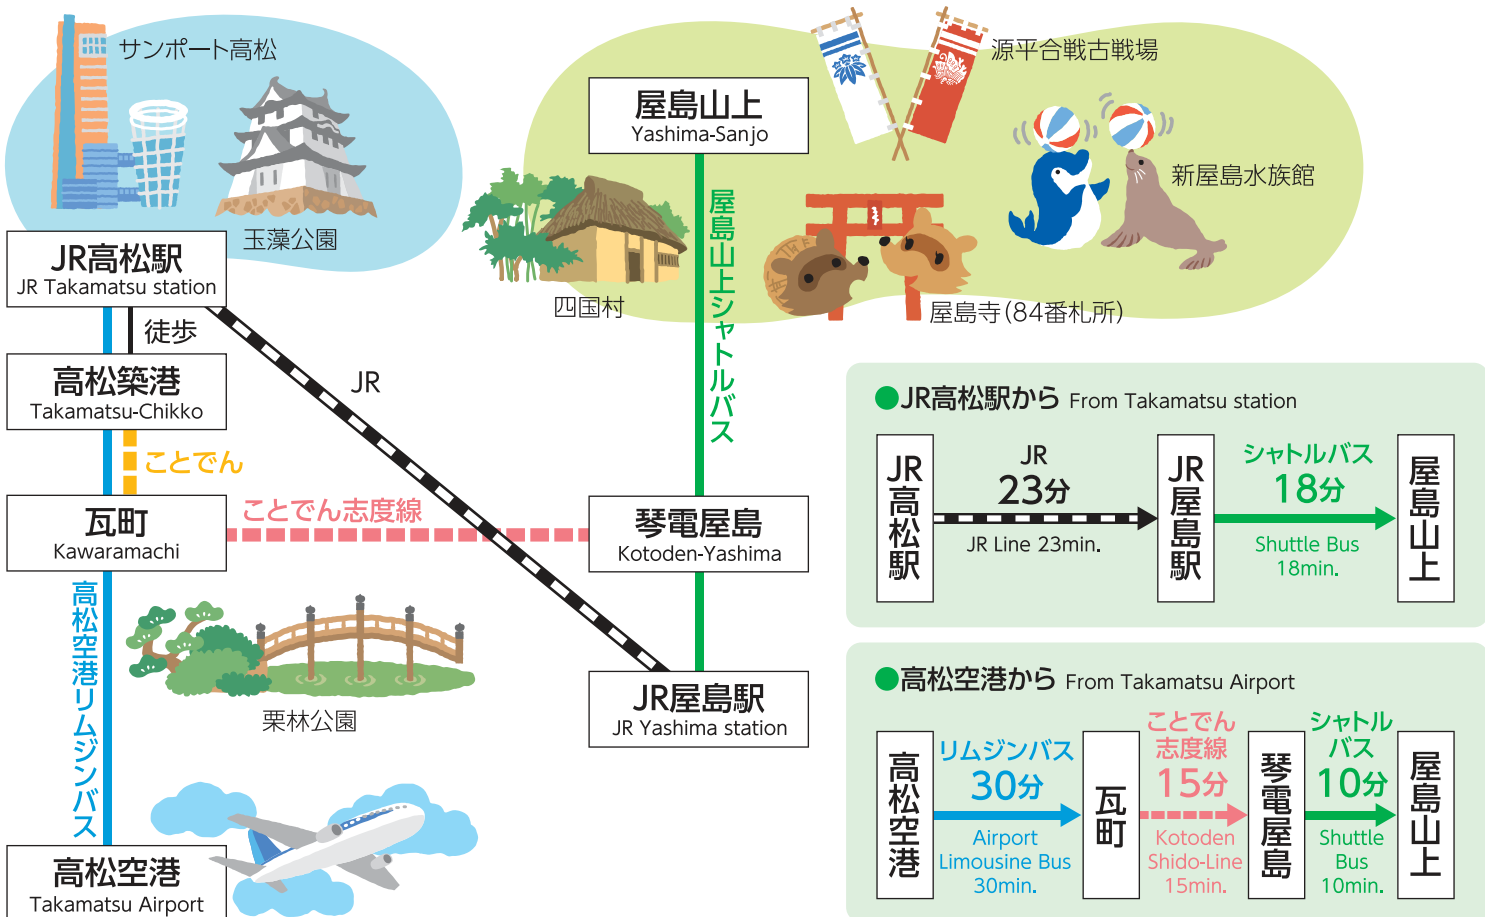 サンポート高松
玉藻公園
源平合戦古戦場
新屋島水族館
四国村
屋島寺(84番札所)
屋島山上
Yashima-Sanjo
屋島山上シャトルバス
JR高松駅
JR Takamatsu station
徒歩
JR
高松築港
Takamatsu-Chikko
ことでん
瓦町
Kawaramachi
ことでん志度線
琴電屋島
Kotoden-Yashima
高松空港リムジンバス
栗林公園
JR屋島駅
JR Yashima station
高松空港
Takamatsu Airport
●JR高松駅から From Takamatsu station
JR高松駅
JR
23分
JR Line 23min.
JR屋島駅
シャトルバス
18分
Shuttle Bus
18min.
屋島山上
●高松空港から From Takamatsu Airport
高松空港
リムジンバス
30分
Airport
Limousine Bus
30min.
瓦町
ことでん
志度線
15分
Kotoden
Shido-Line
15min.
琴電屋島
シャトル
バス
10分
Shuttle
Bus
10min.
屋島山上